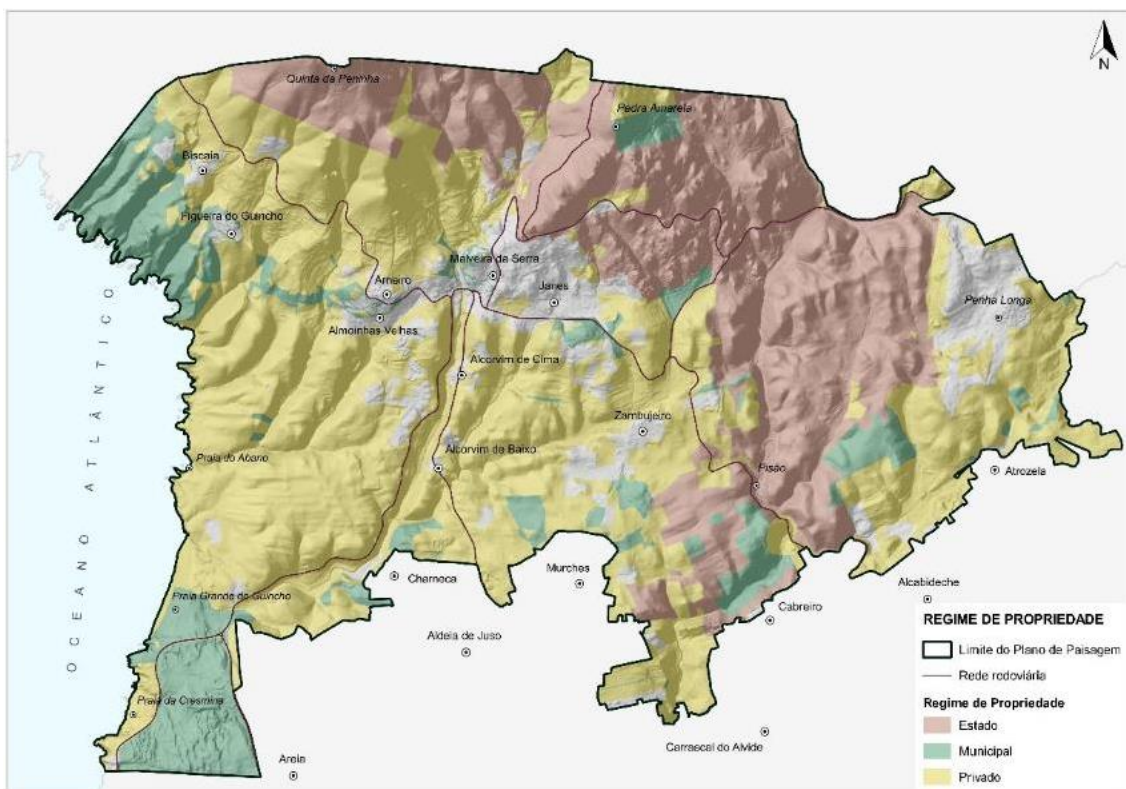 N
Quinta da Peninha
Pedra Amarela
Biscaia
Figueira do Guincho
Malveira da Serra
Arneiro
Janes
Penha Longa
Almoinhas Velhas
OCEANO ATLÂNTICO
Alcorvim de Cima
Zambujeiro
Alcorvim de Baixo
Praia do Abano
Pisão
Atrozela
Charneca
Murches
Alcabideche
Praia Grande do Guincho
Cabreiro
Aldeia de Juso
Praia da Cresmina
Carrascal do Alvide
Areia
REGIME DE PROPRIEDADE
Limite do Plano de Paisagem
Rede rodoviária
Regime de Propriedade
Estado
Municipal
Privado